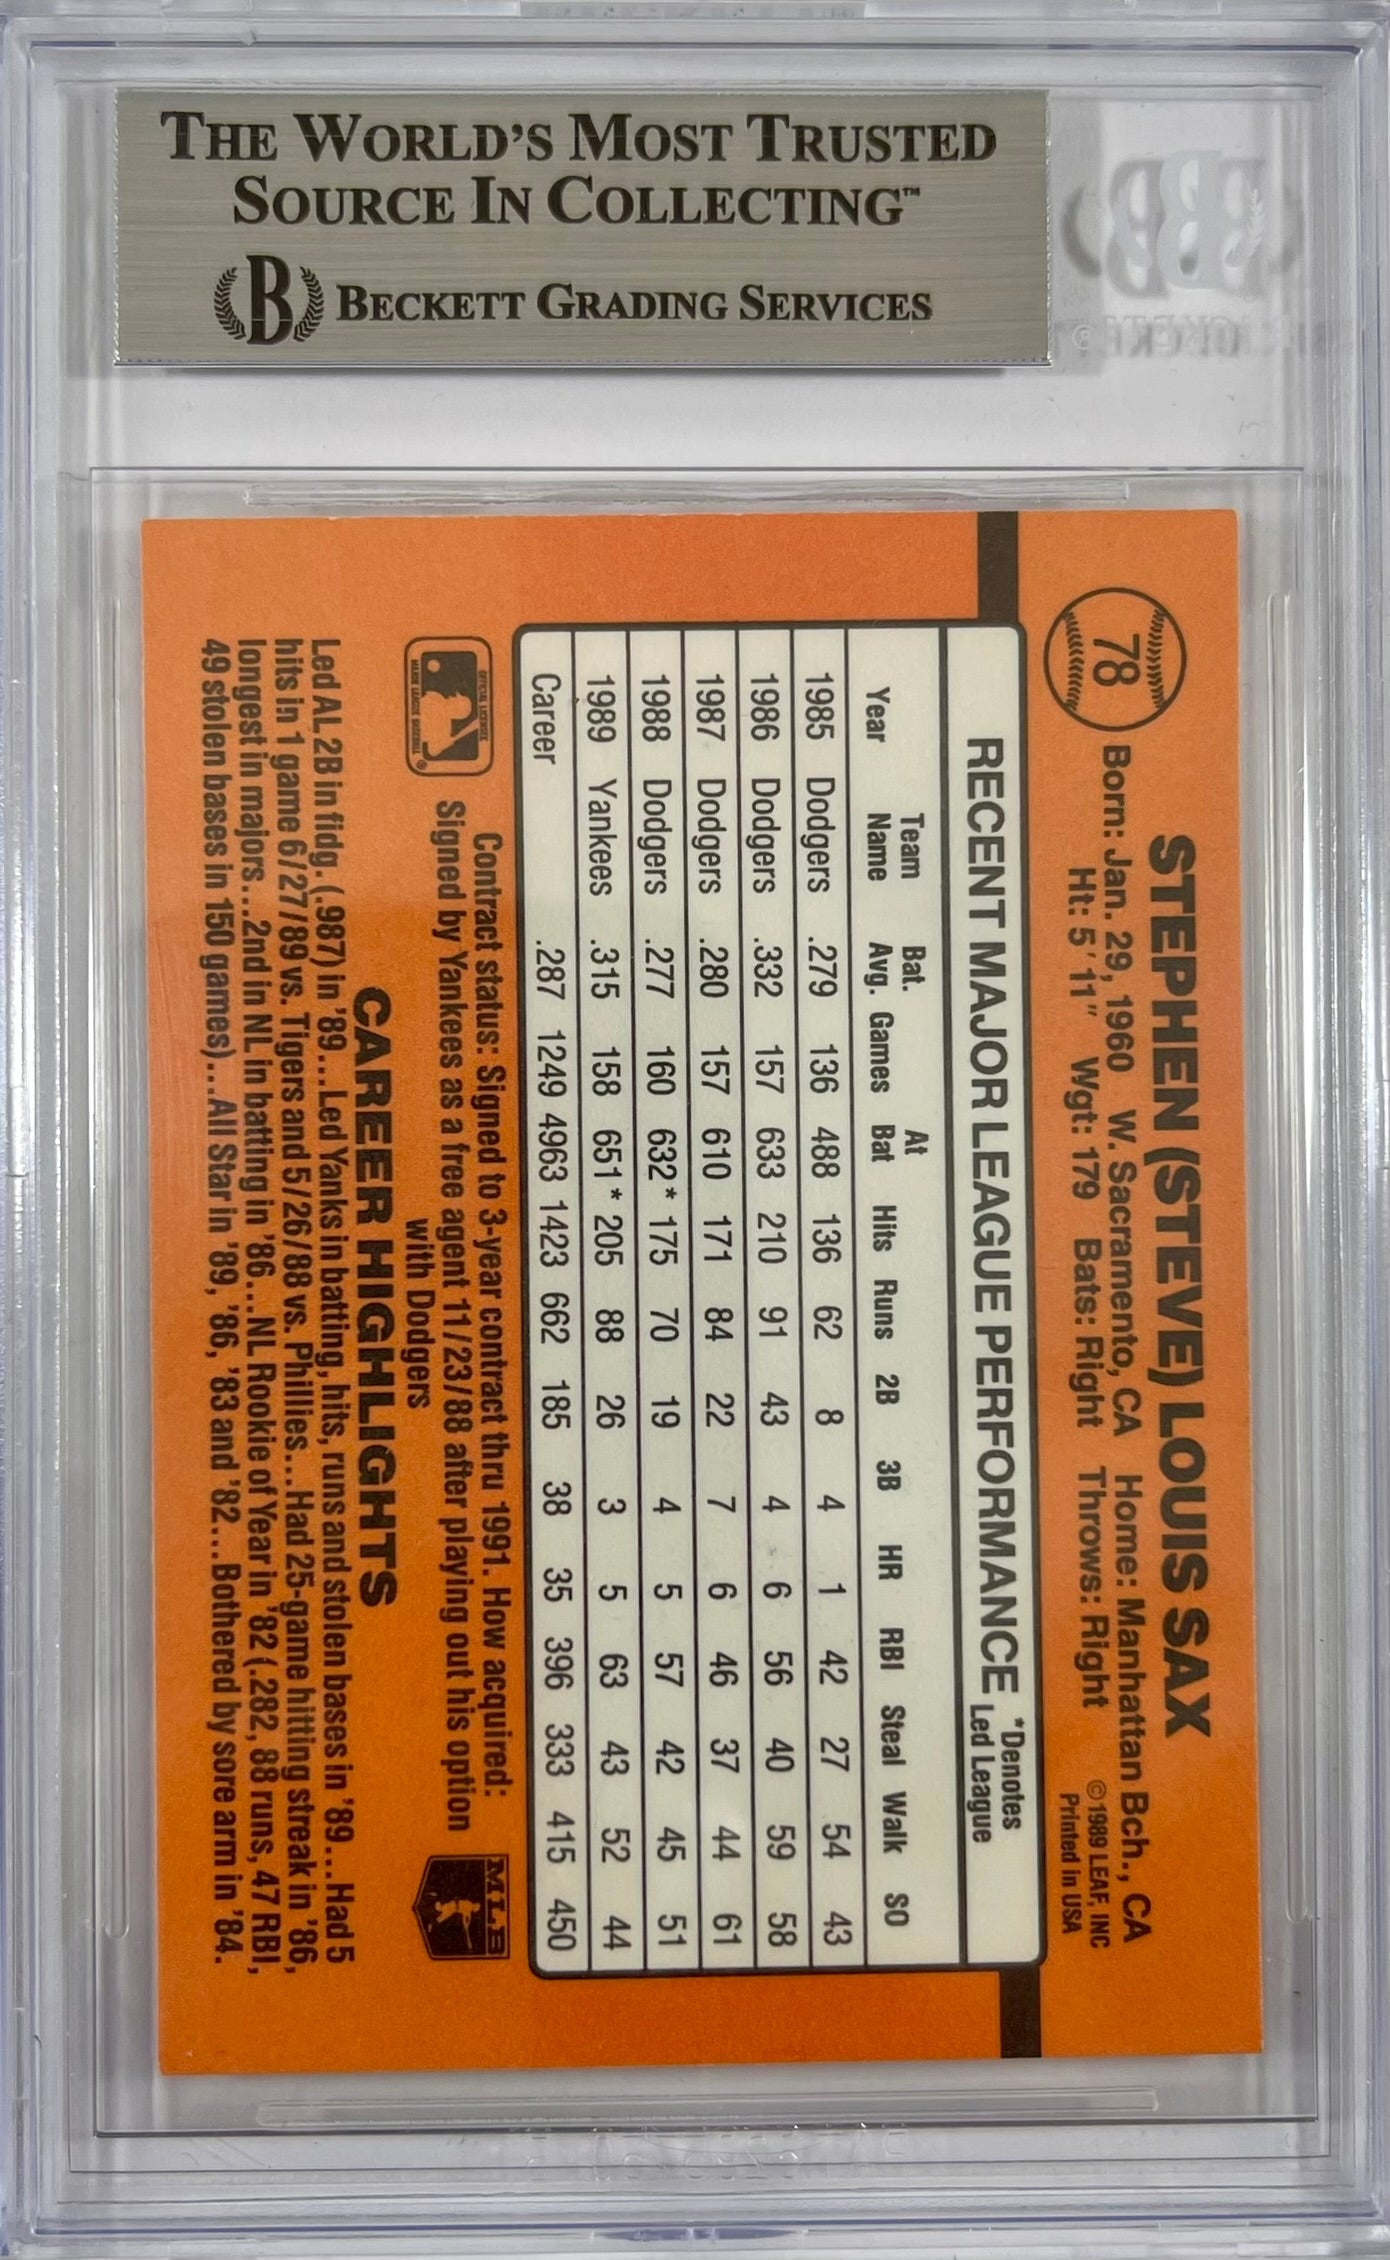 THE WORLD'S MOST TRUSTED
SOURCE IN COLLECTING™
B BECKETT GRADING SERVICES
78
STEPHEN (STEVE) LOUIS SAX
Born: Jan. 29, 1960 W. Sacramento, CA Home: Manhattan Bch., CA
Ht: 5'11" Wgt: 179 Bats: Right Throws: Right
©1989 LEAF, INC
Printed in USA
RECENT MAJOR LEAGUE PERFORMANCE *Denotes Led League
Year Team Name Bat. Avg. Games At Bat Hits Runs 2B 3B HR RBI Steal Walk SO
1985 Dodgers .279 136 488 136 62 8 4 1 42 27 54 43
1986 Dodgers .332 157 633 210 91 43 4 6 56 40 59 58
1987 Dodgers .280 157 610 171 84 22 7 6 46 37 44 61
1988 Dodgers .277 160 632* 175 70 19 4 5 57 42 45 51
1989 Yankees .315 158 651* 205 88 26 3 5 63 43 52 44
Career .287 1249 4963 1423 662 185 38 35 396 333 415 450
OFFICIAL LICENSEE
MAJOR LEAGUE BASEBALL
Contract status: Signed to 3-year contract thru 1991. How acquired:
Signed by Yankees as a free agent 11/23/88 after playing out his option
with Dodgers
MLB
CAREER HIGHLIGHTS
Led AL 2B in fldg. (.987) in '89...Led Yanks in batting, hits, runs and stolen bases in '89...Had 5
hits in 1 game 6/27/89 vs. Tigers and 5/26/88 vs. Phillies...Had 25-game hitting streak in '86,
longest in majors...2nd in NL in batting in '86...NL Rookie of Year in '82 (.282, 88 runs, 47 RBI,
49 stolen bases in 150 games)...All Star in '89, '86, '83 and '82...Bothered by sore arm in '84.